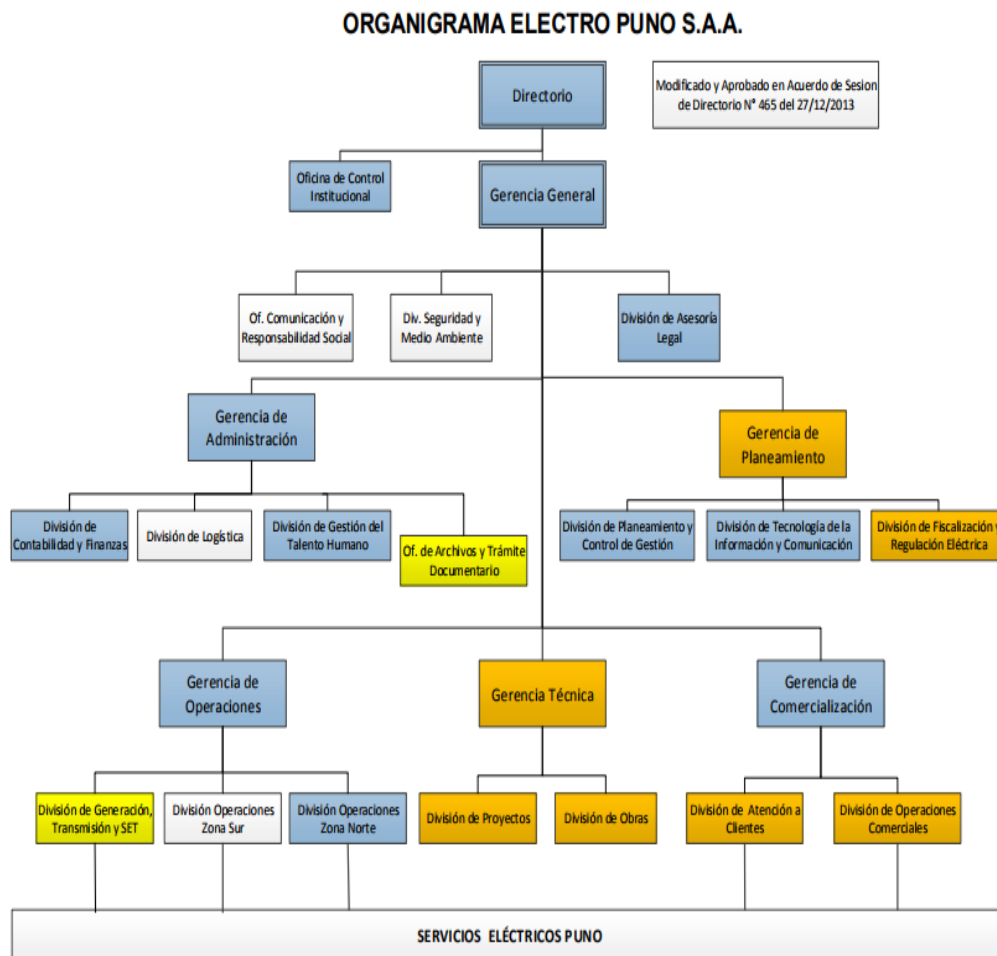 ORGANIGRAMA ELECTRO PUNO S.A.A.
Directorio
Modificado y Aprobado en Acuerdo de Sesion
de Directorio N° 465 del 27/12/2013
Oficina de Control
Institucional
Gerencia General
Of. Comunicación y
Responsabilidad Social
Div. Seguridad y
Medio Ambiente
División de Asesoría
Legal
Gerencia de
Administración
Gerencia de
Planeamiento
División de
Contabilidad y Finanzas
División de Logística
División de Gestión del
Talento Humano
Of. de Archivos y Trámite
Documentario
División de Planeamiento y
Control de Gestión
División de Tecnología de la
Información y Comunicación
División de Fiscalización y
Regulación Eléctrica
Gerencia de
Operaciones
Gerencia Técnica
Gerencia de
Comercialización
División de Generación,
Transmisión y SET
División Operaciones
Zona Sur
División Operaciones
Zona Norte
División de Proyectos
División de Obras
División de Atención a
Clientes
División de Operaciones
Comerciales
SERVICIOS ELÉCTRICOS PUNO